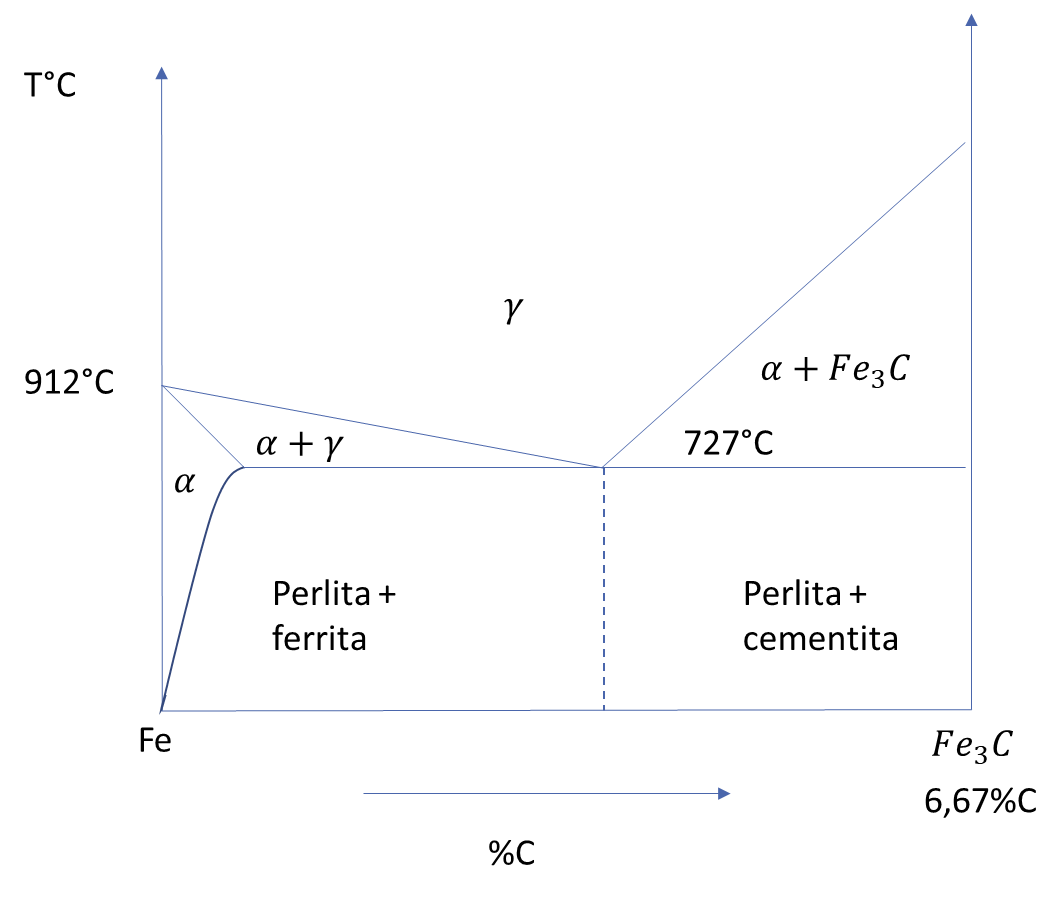 T°C
γ
α + Fe₃C
912°C
727°C
α + γ
α
Perlita +
ferrita
Perlita +
cementita
Fe
Fe₃C
6,67%C
%C